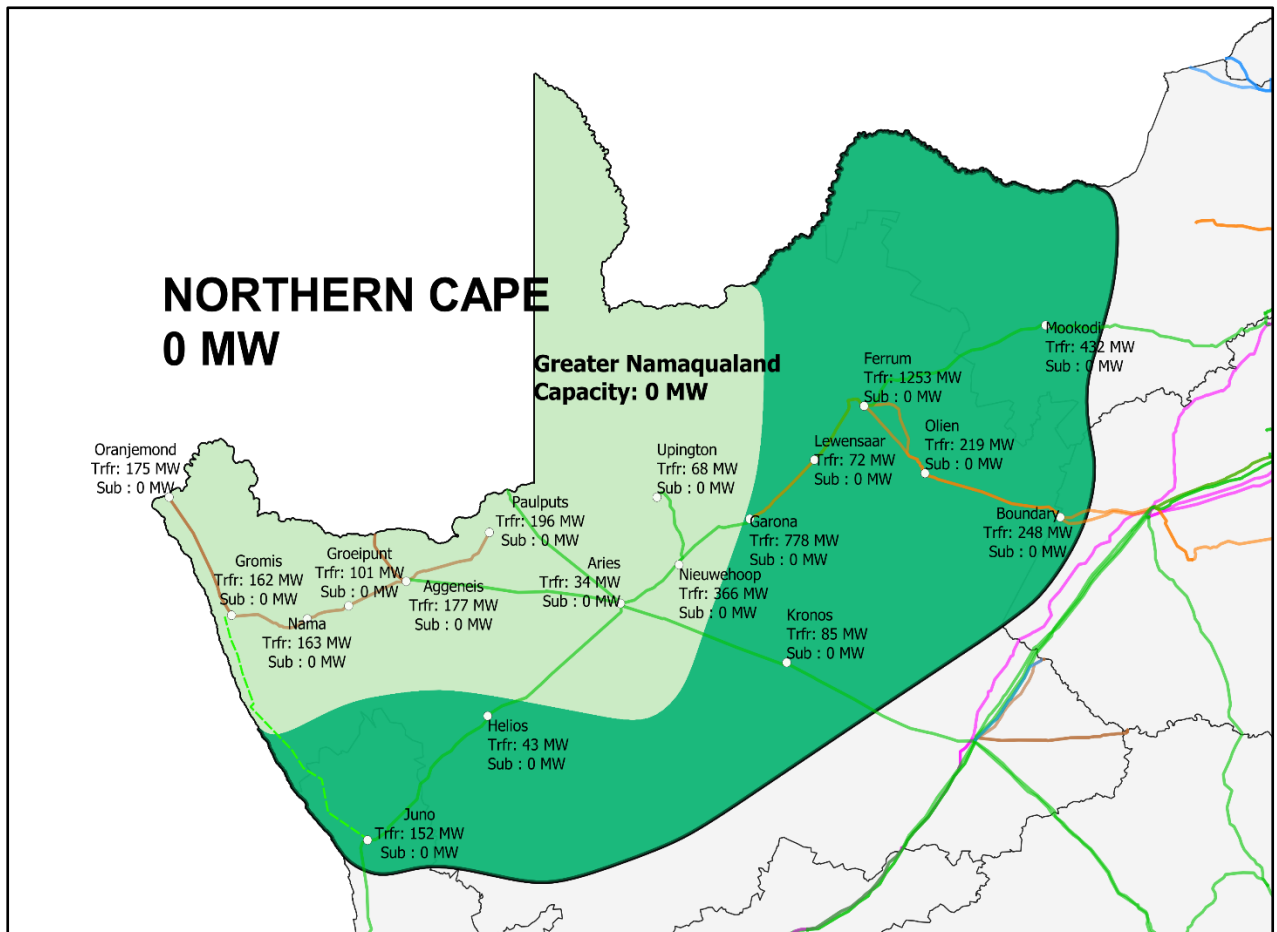 NORTHERN CAPE
0 MW
Greater Namaqualand
Capacity: 0 MW
Mookodi
Trfr: 432 MW
Sub : 0 MW
Ferrum
Trfr: 1253 MW
Sub : 0 MW
Olien
Trfr: 219 MW
Sub : 0 MW
Lewensaar
Trfr: 72 MW
Sub : 0 MW
Upington
Trfr: 68 MW
Sub : 0 MW
Oranjemond
Trfr: 175 MW
Sub : 0 MW
Paulputs
Trfr: 196 MW
Sub : 0 MW
Boundary
Trfr: 248 MW
Sub : 0 MW
Garona
Trfr: 778 MW
Sub : 0 MW
Groeipunt
Trfr: 101 MW
Sub : 0 MW
Gromis
Trfr: 162 MW
Sub : 0 MW
Aries
Trfr: 34 MW
Sub : 0 MW
Nieuwehoop
Trfr: 366 MW
Sub : 0 MW
Aggeneis
Trfr: 177 MW
Sub : 0 MW
Nama
Trfr: 163 MW
Sub : 0 MW
Kronos
Trfr: 85 MW
Sub : 0 MW
Helios
Trfr: 43 MW
Sub : 0 MW
Juno
Trfr: 152 MW
Sub : 0 MW